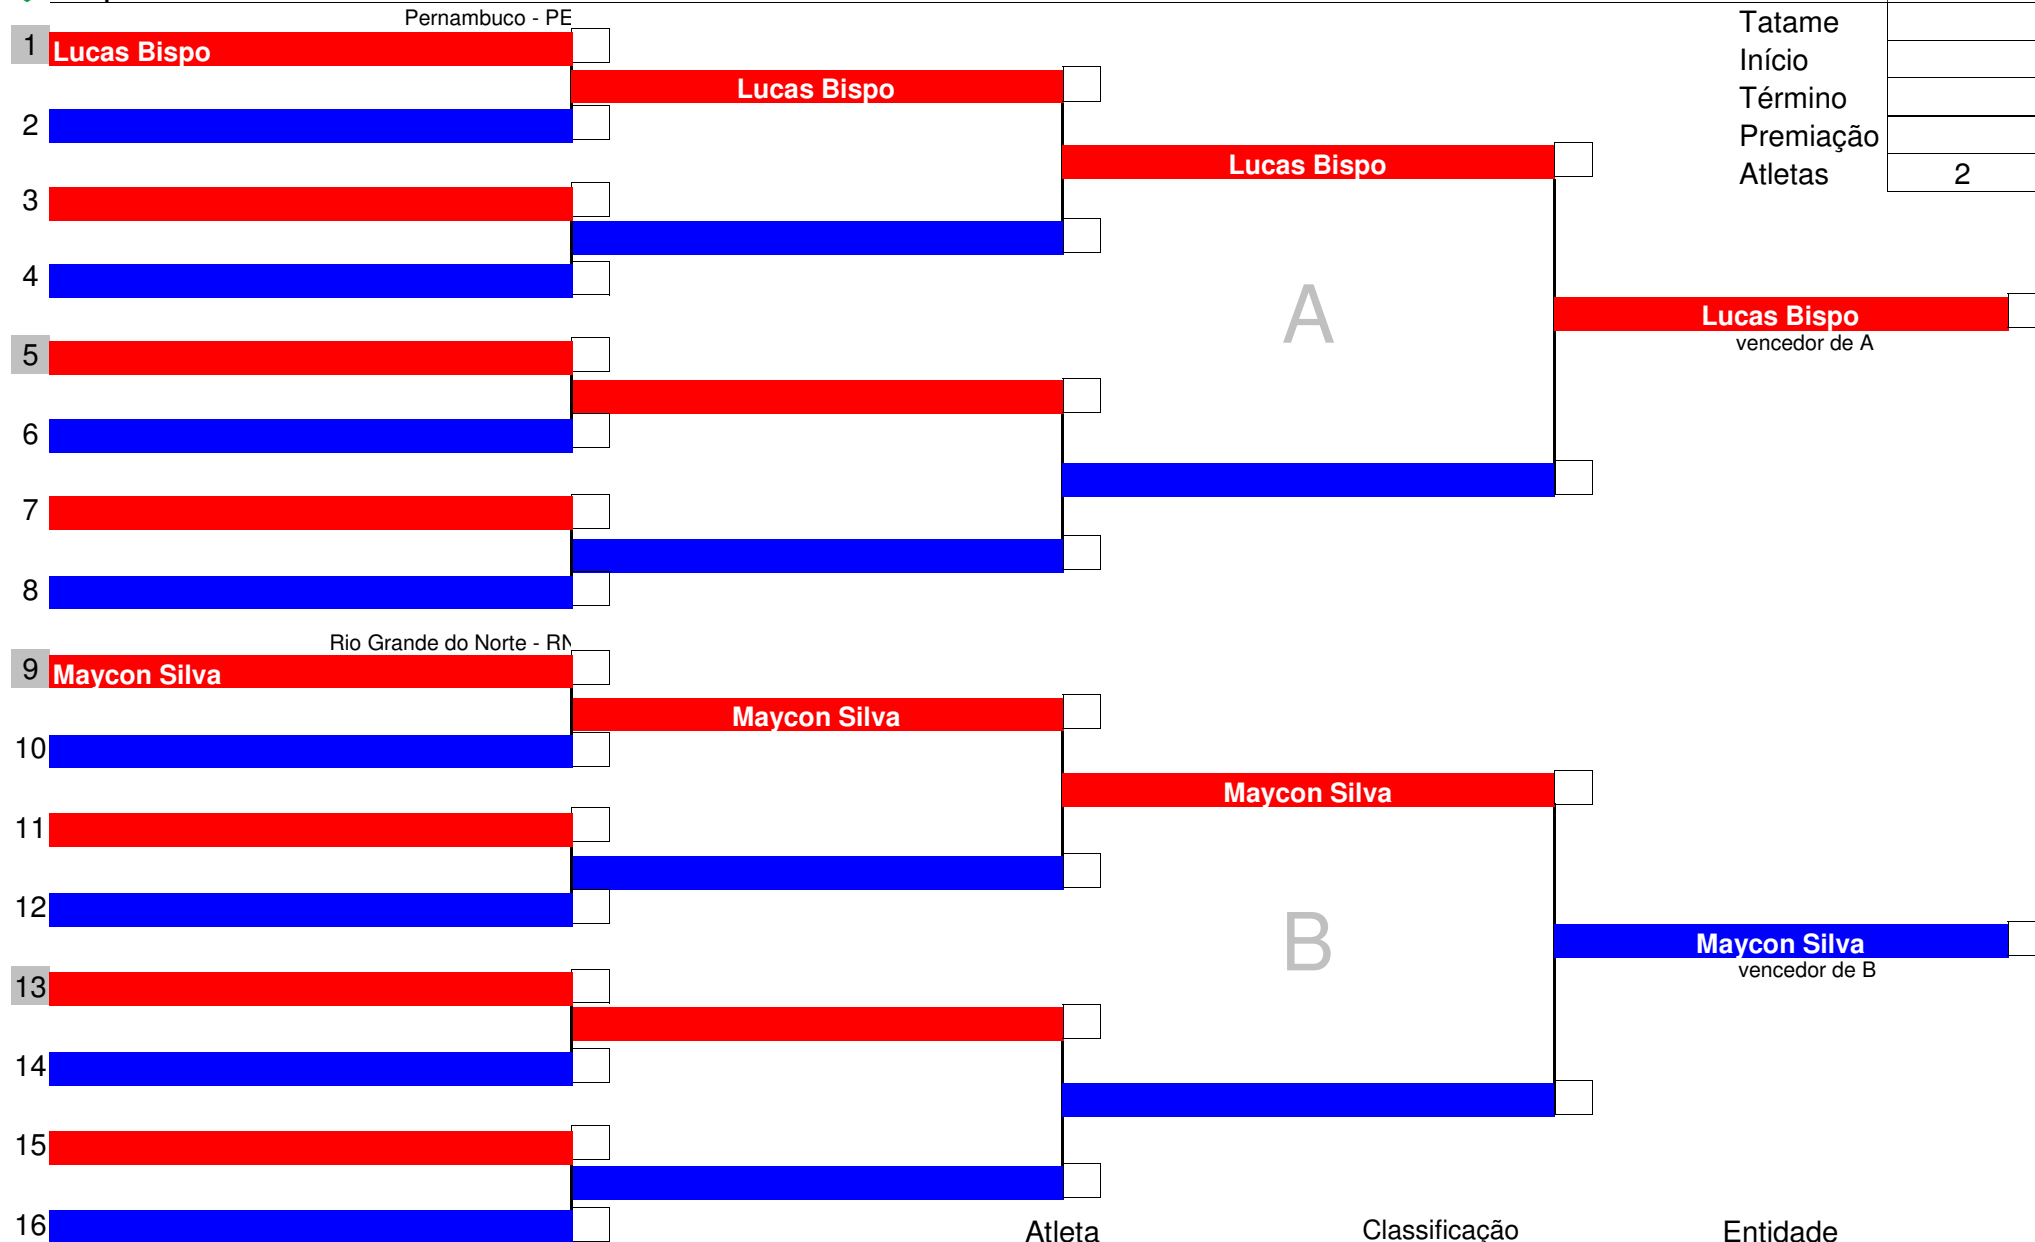 Pernambuco - PE
Tatame
1 Lucas Bispo
Início
Lucas Bispo
Término
2
Premiação
Lucas Bispo
Atletas 2
3
4
A
Lucas Bispo
vencedor de A
5
6
7
8
Rio Grande do Norte - RN
9 Maycon Silva
Maycon Silva
10
Maycon Silva
11
12
B
Maycon Silva
vencedor de B
13
14
15
16
Atleta Classificação Entidade